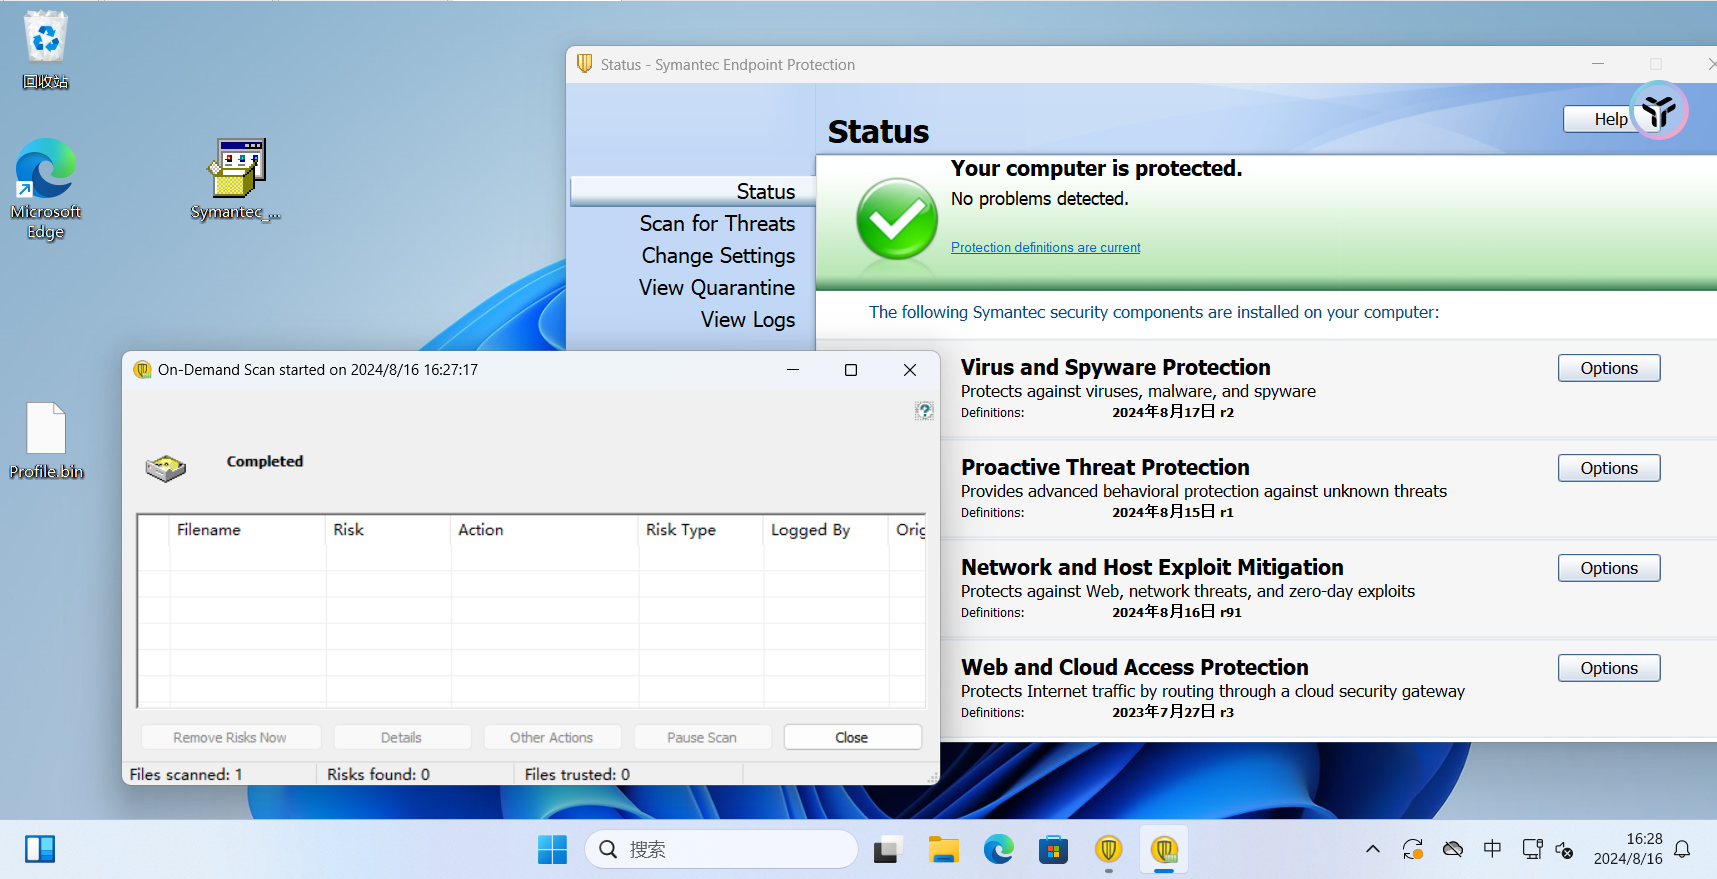 回收站
Microsoft
Edge
Symantec_...
Profile.bin
Status - Symantec Endpoint Protection
Status
Help
Your computer is protected.
No problems detected.
Protection definitions are current
Status
Scan for Threats
Change Settings
View Quarantine
View Logs
The following Symantec security components are installed on your computer:
Virus and Spyware Protection
Protects against viruses, malware, and spyware
Definitions: 2024年8月17日 r2
Options
Proactive Threat Protection
Provides advanced behavioral protection against unknown threats
Definitions: 2024年8月15日 r1
Options
Network and Host Exploit Mitigation
Protects against Web, network threats, and zero-day exploits
Definitions: 2024年8月16日 r91
Options
Web and Cloud Access Protection
Protects Internet traffic by routing through a cloud security gateway
Definitions: 2023年7月27日 r3
Options
On-Demand Scan started on 2024/8/16 16:27:17
Completed
Filename Risk Action Risk Type Logged By Orig
Remove Risks Now Details Other Actions Pause Scan Close
Files scanned: 1 Risks found: 0 Files trusted: 0
搜索
中
16:28
2024/8/16